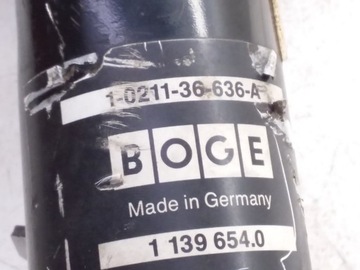 1-0211-36-636-A
BOGE
Made in Germany
1 139 654.0